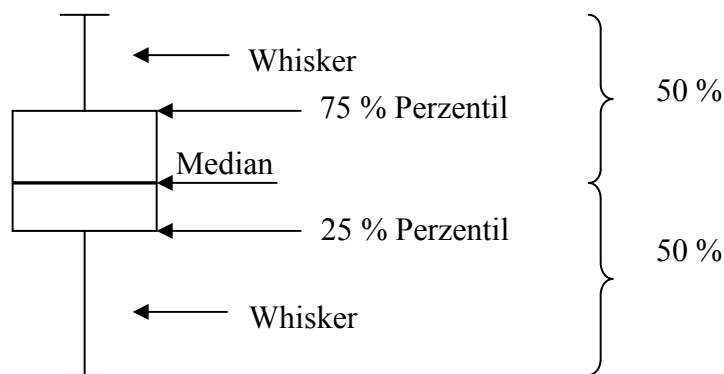 Whisker
50 %
75 % Perzentil
Median
25 % Perzentil
50 %
Whisker